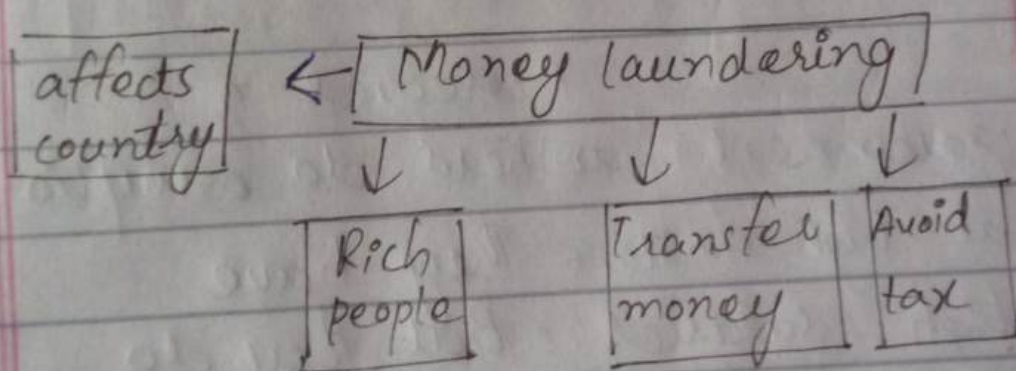 affects
country
Money laundering
Rich
people
Transfer
money
Avoid
tax